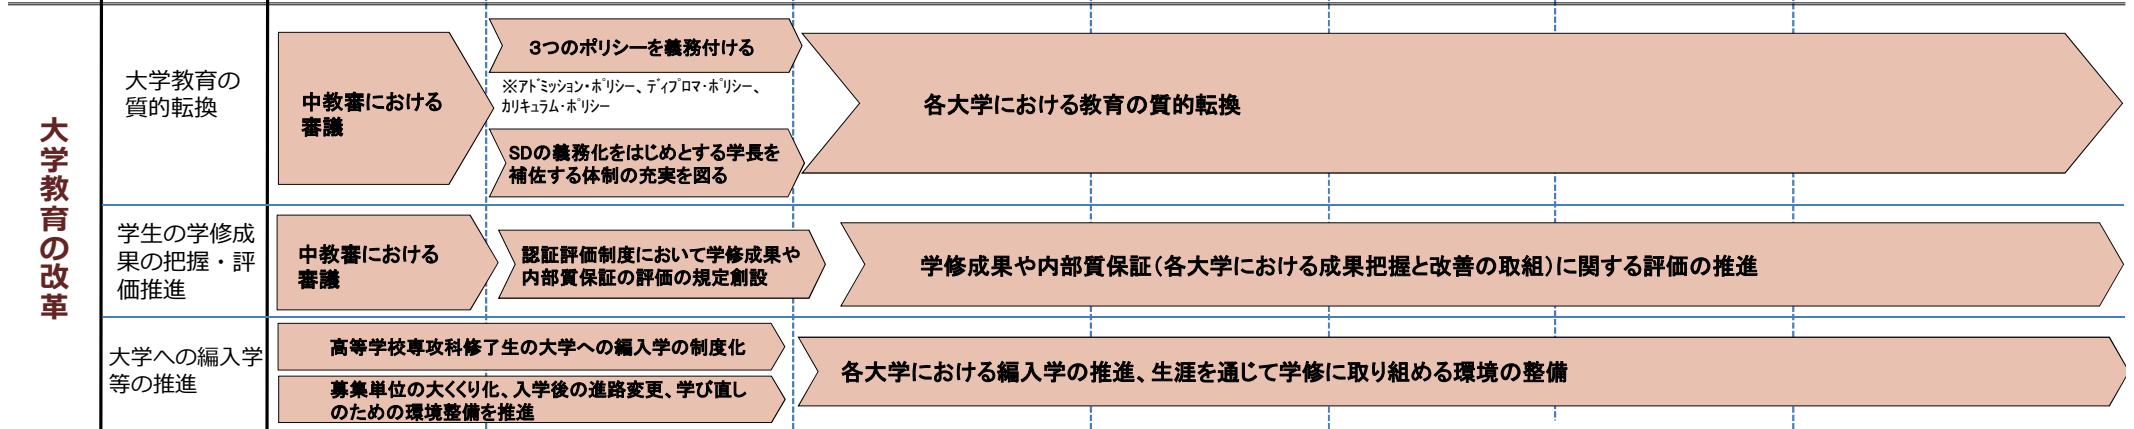 大学教育の改革
大学教育の
質的転換
中教審における
審議
3つのポリシーを義務付ける
※ｱﾄﾞﾐｯｼｮﾝ・ﾎﾟﾘｼｰ、ﾃﾞｨﾌﾟﾛﾏ・ﾎﾟﾘｼｰ、
ｶﾘｷｭﾗﾑ・ﾎﾟﾘｼｰ
SDの義務化をはじめとする学長を
補佐する体制の充実を図る
各大学における教育の質的転換
学生の学修成
果の把握・評
価推進
中教審における
審議
認証評価制度において学修成果や
内部質保証の評価の規定創設
学修成果や内部質保証（各大学における成果把握と改善の取組）に関する評価の推進
大学への編入学
等の推進
高等学校専攻科修了生の大学への編入学の制度化
募集単位の大くくり化、入学後の進路変更、学び直し
のための環境整備を推進
各大学における編入学の推進、生涯を通じて学修に取り組める環境の整備